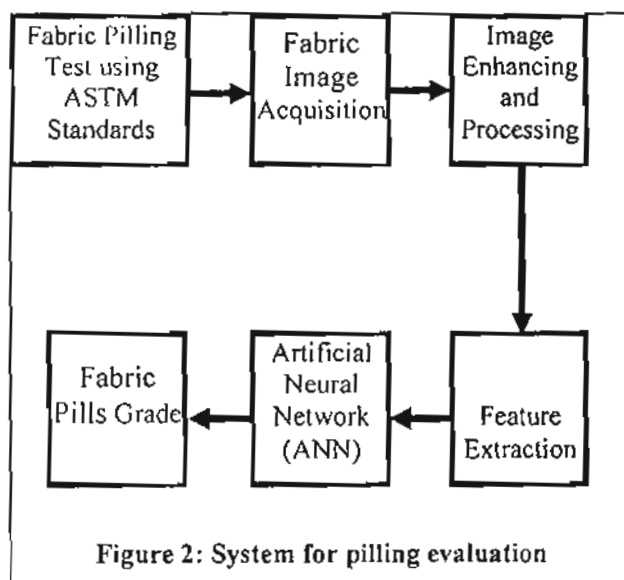 Fabric Pilling
Test using
ASTM
Standards
Fabric
Image
Acquisition
Image
Enhancing
and
Processing
Fabric
Pills Grade
Artificial
Neural
Network
(ANN)
Feature
Extraction
Figure 2: System for pilling evaluation